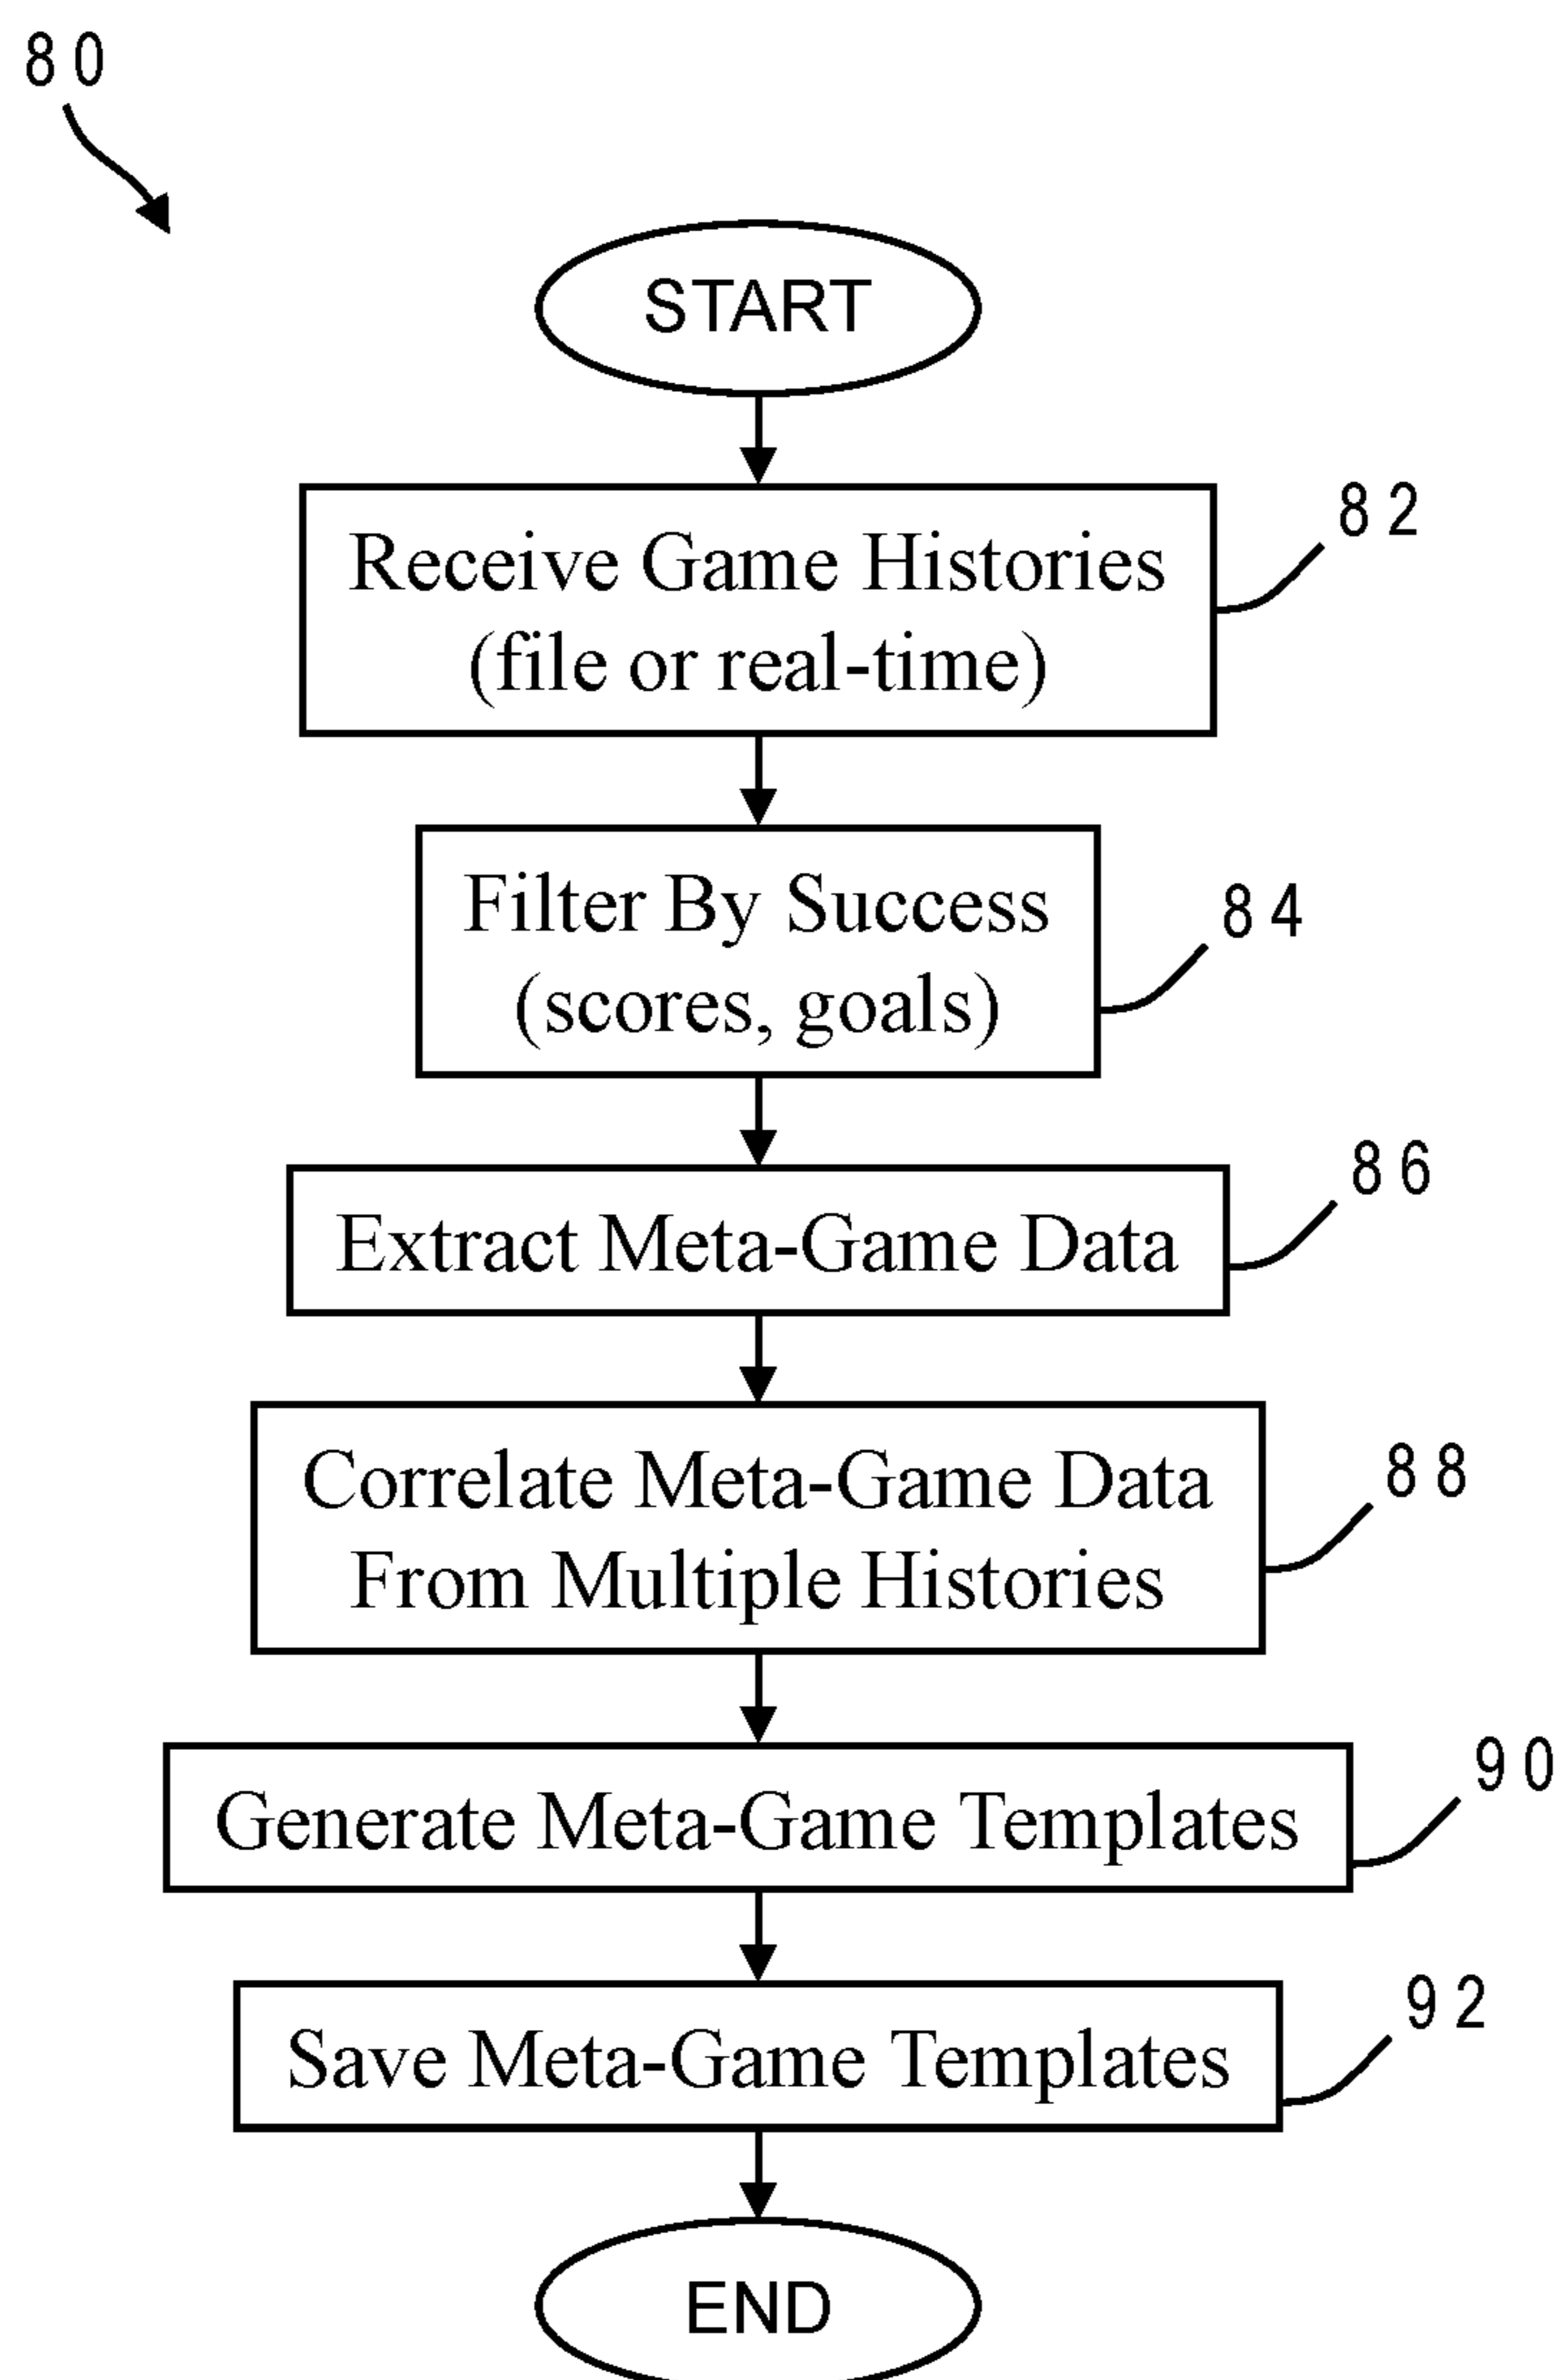 80
START
82
Receive Game Histories
(file or real-time)
84
Filter By Success
(scores, goals)
86
Extract Meta-Game Data
88
Correlate Meta-Game Data
From Multiple Histories
90
Generate Meta-Game Templates
92
Save Meta-Game Templates
END